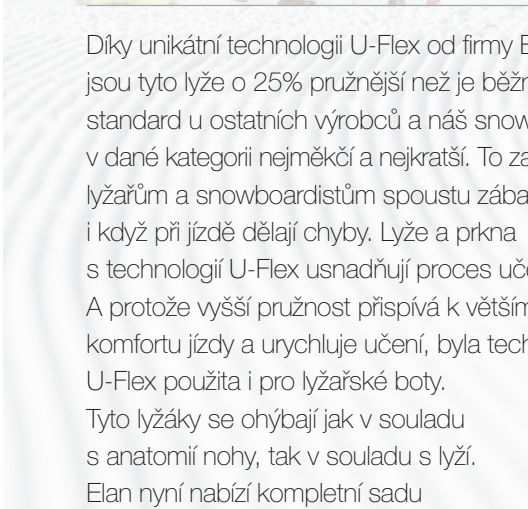 Díky unikátní technologii U-Flex od firmy E
jsou tyto lyže o 25% pružnější než je běžn
standard u ostatních výrobců a náš snow
v dané kategorii nejměkčí a nejkratší. To za
lyžařům a snowboardistům spoustu zába
i když při jízdě dělají chyby. Lyže a prkna
s technologií U-Flex usnadňují proces uče
A protože vyšší pružnost přispívá k větším
komfortu jízdy a urychluje učení, byla tech
U-Flex použita i pro lyžařské boty.
Tyto lyžáky se ohýbají jak v souladu
s anatomií nohy, tak v souladu s lyží.
Elan nyní nabízí kompletní sadu